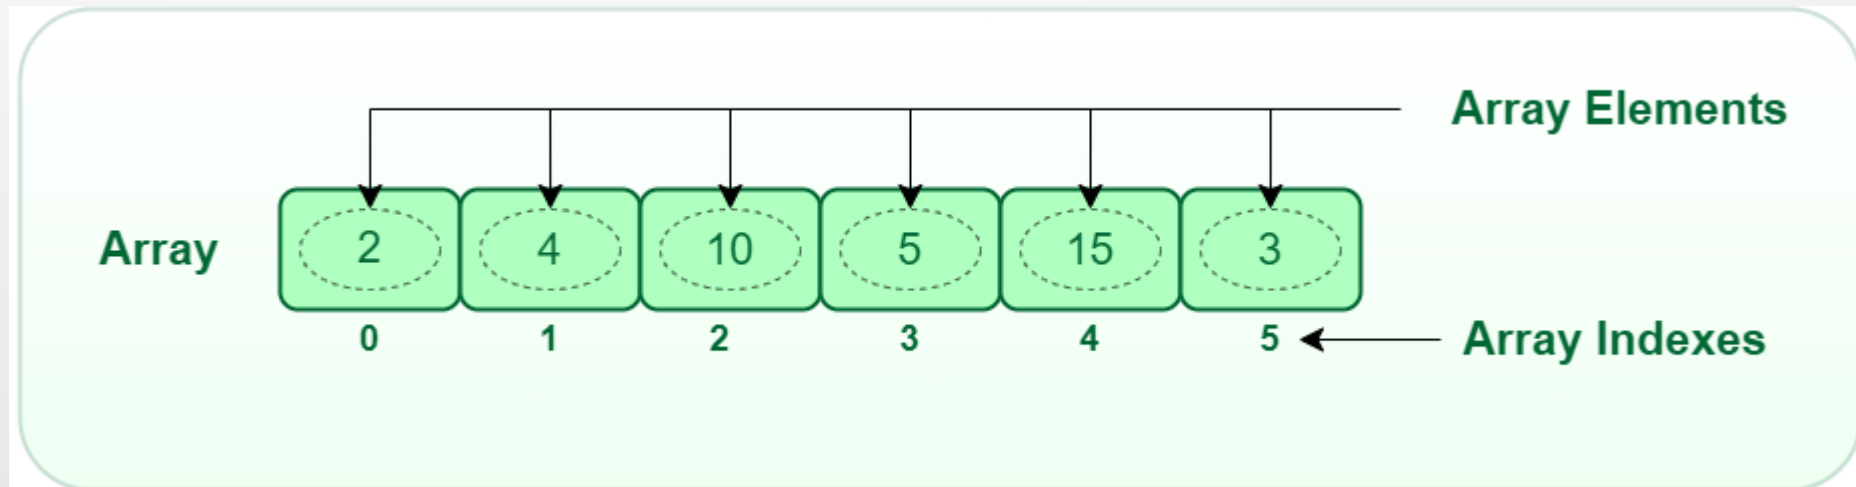 Array Elements
Array 2 4 10 5 15 3
0 1 2 3 4 5 Array Indexes